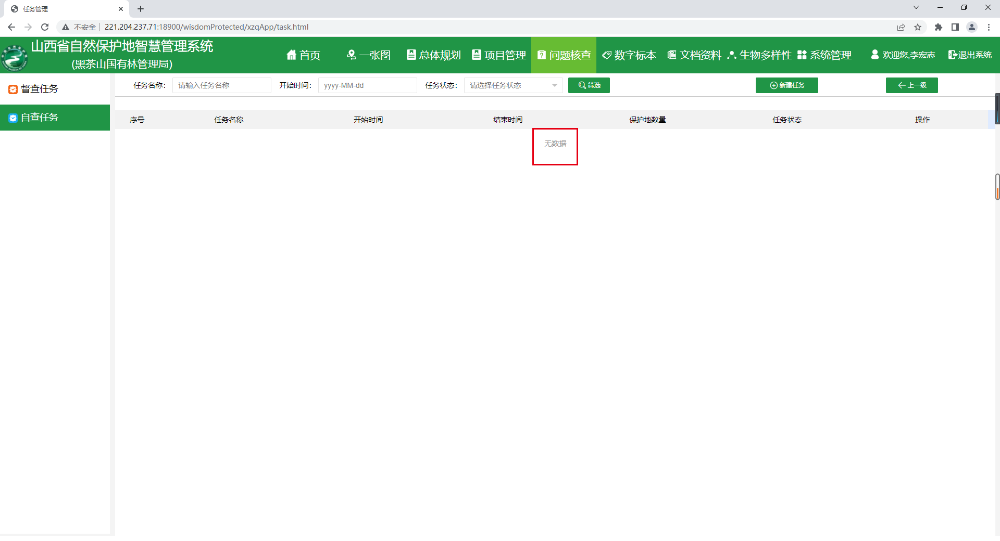 任务管理
不安全 221.204.237.71:18900/wisdomProtected/xzqApp/task.html
山西省自然保护地智慧管理系统
(黑茶山国有林管理局)
首页 一张图 总体规划 项目管理 问题核查 数字标本 文档资料 生物多样性 系统管理 欢迎您,李宏志 退出系统
督查任务
自查任务
任务名称： 请输入任务名称 开始时间： yyyy-MM-dd 任务状态： 请选择任务状态 筛选 新建任务 上一级
序号 任务名称 开始时间 结束时间 保护地数量 任务状态 操作
无数据